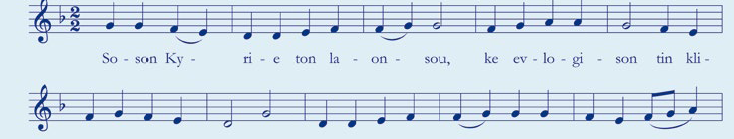 So - son Ky - ri - e ton la - on - sou, ke ev - lo - gi - son tin kli -